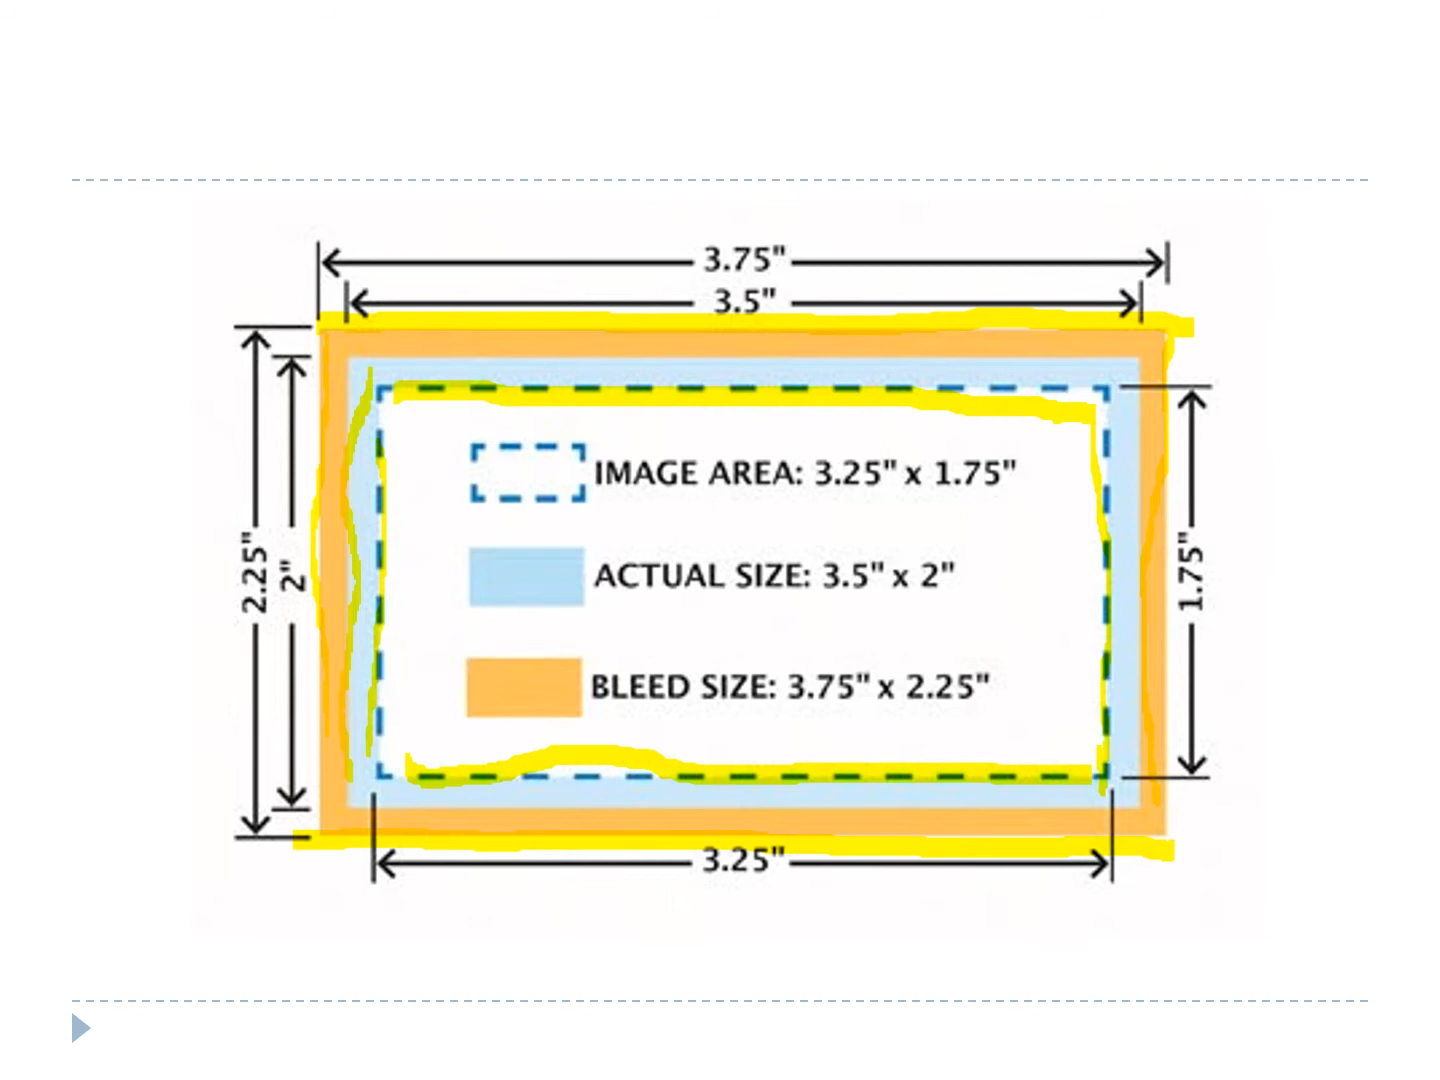 3.75"
3.5"
2.25"
2"
IMAGE AREA: 3.25" x 1.75"
ACTUAL SIZE: 3.5" x 2"
BLEED SIZE: 3.75" x 2.25"
1.75"
3.25"